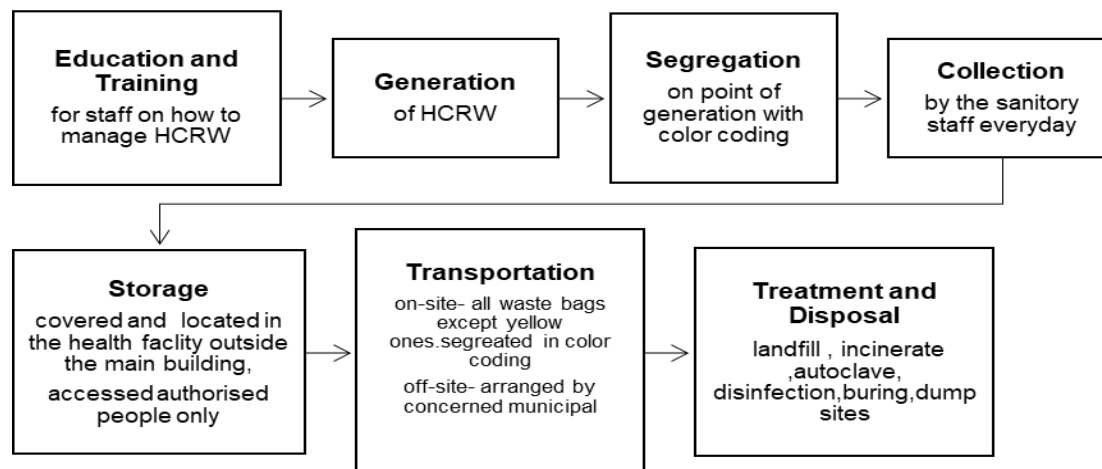 Education and
Training
for staff on how to
manage HCRW
Generation
of HCRW
Segregation
on point of
generation with
color coding
Collection
by the sanitory
staff everyday
Storage
covered and located in
the health faclity outside
the main building,
accessed authorised
people only
Transportation
on-site- all waste bags
except yellow
ones.segreated in color
coding
off-site- arranged by
concerned municipal
Treatment and
Disposal
landfill , incinerate
,autoclave,
disinfection,buring,dump
sites